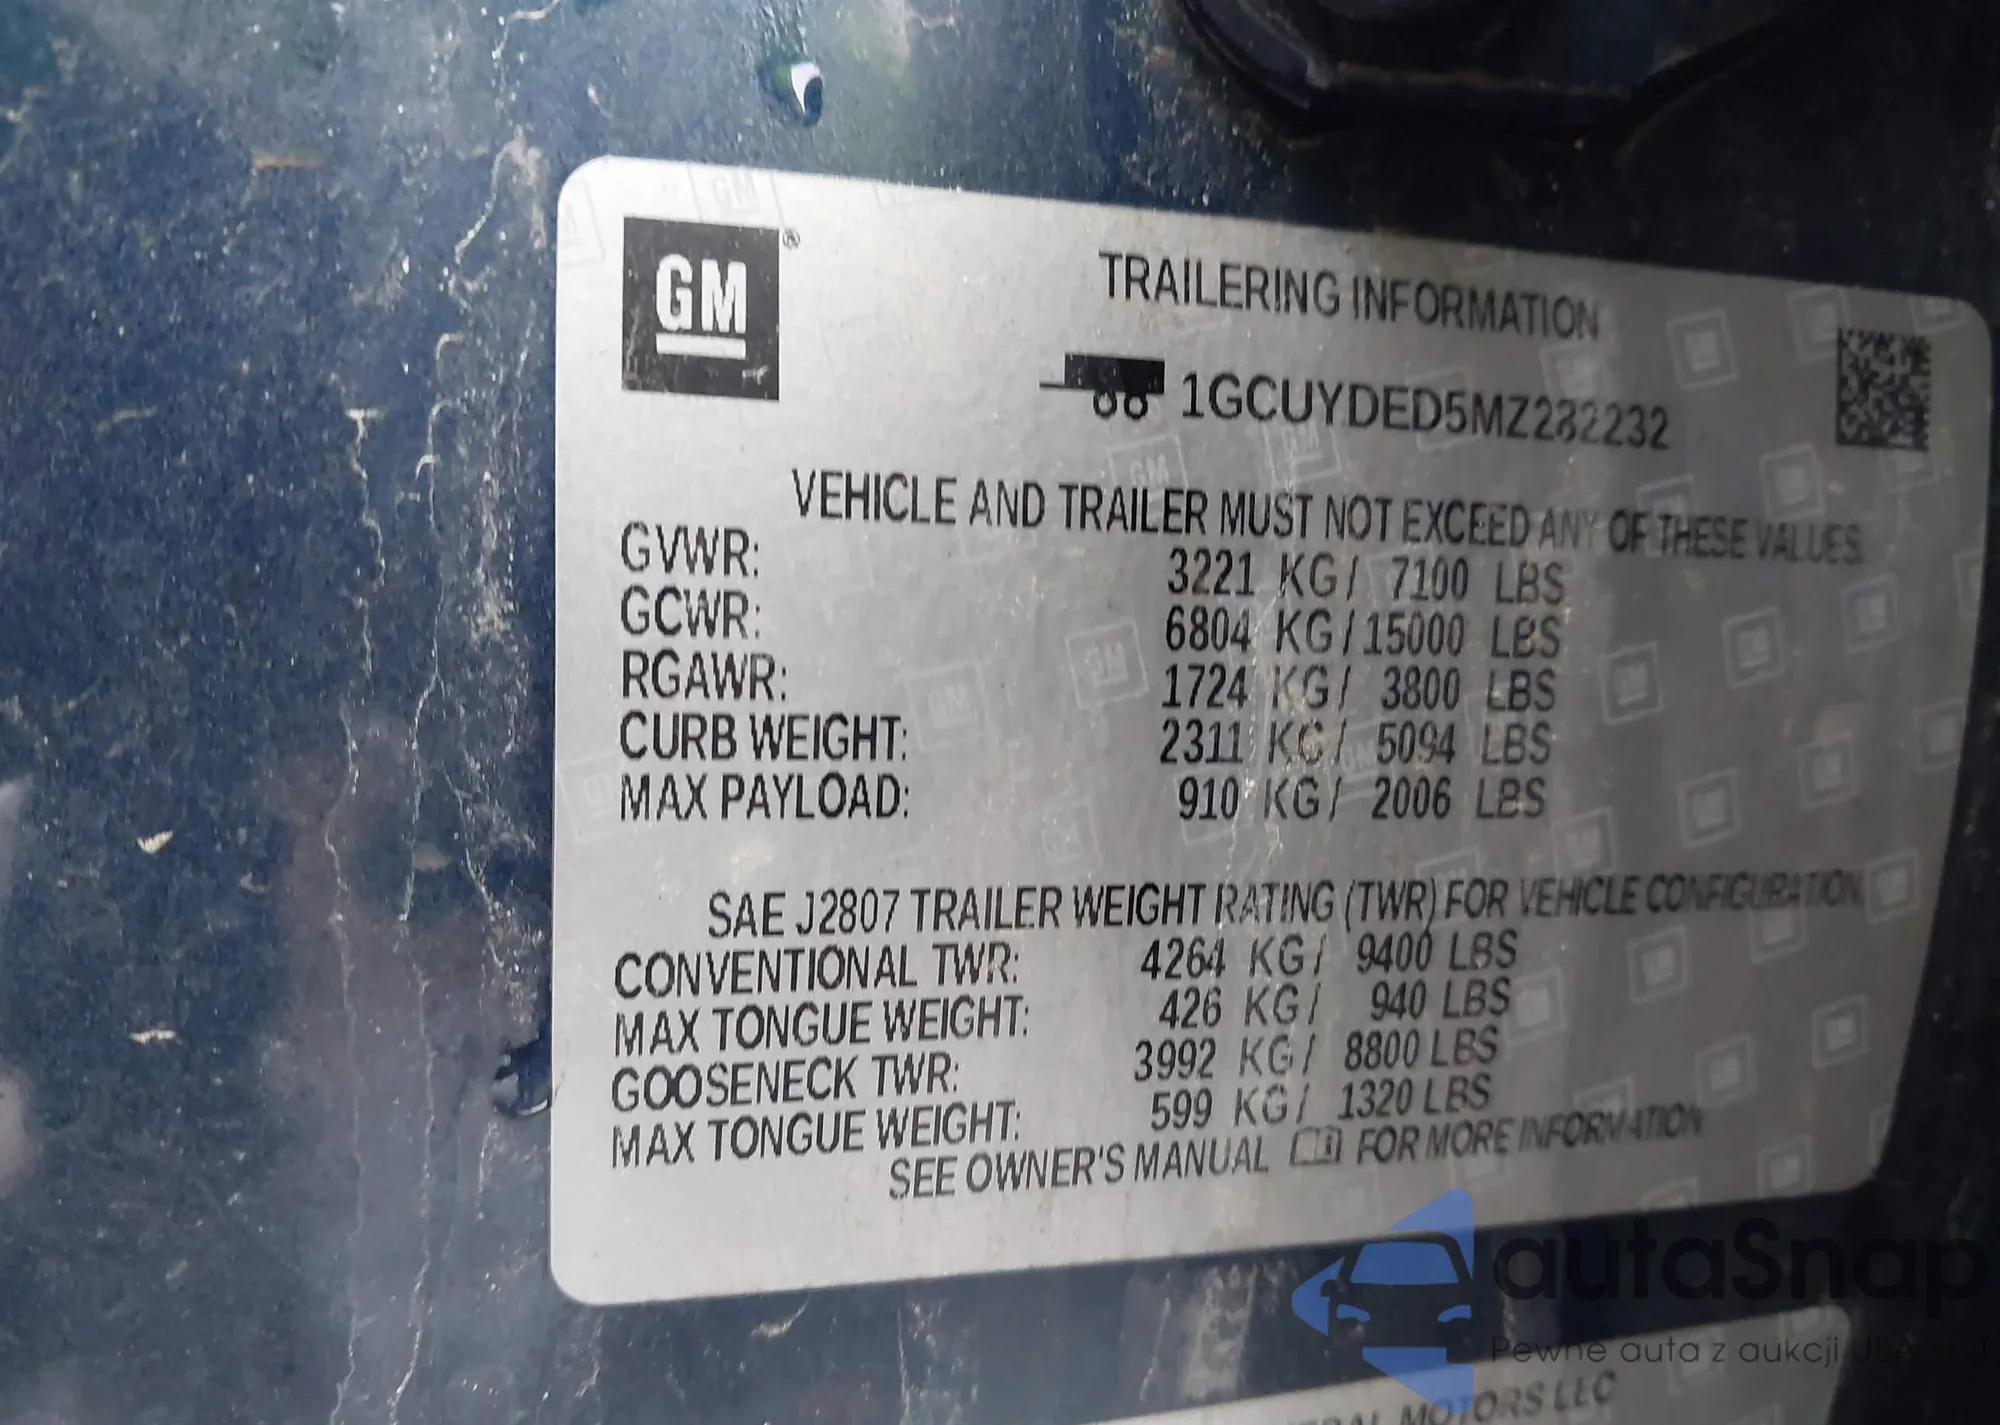 GM®
TRAILERING INFORMATION
1GCUYDED5MZ282232
VEHICLE AND TRAILER MUST NOT EXCEED ANY OF THESE VALUES.
GVWR: 3221 KG / 7100 LBS
GCWR: 6804 KG / 15000 LBS
RGAWR: 1724 KG / 3800 LBS
CURB WEIGHT: 2311 KG / 5094 LBS
MAX PAYLOAD: 910 KG / 2006 LBS
SAE J2807 TRAILER WEIGHT RATING (TWR) FOR VEHICLE CONFIGURATION.
CONVENTIONAL TWR: 4264 KG / 9400 LBS
MAX TONGUE WEIGHT: 426 KG / 940 LBS
GOOSENECK TWR: 3992 KG / 8800 LBS
MAX TONGUE WEIGHT: 599 KG / 1320 LBS
SEE OWNER'S MANUAL FOR MORE INFORMATION
autaSnap
Pewne auta z aukcji USA
MOTORS LLC